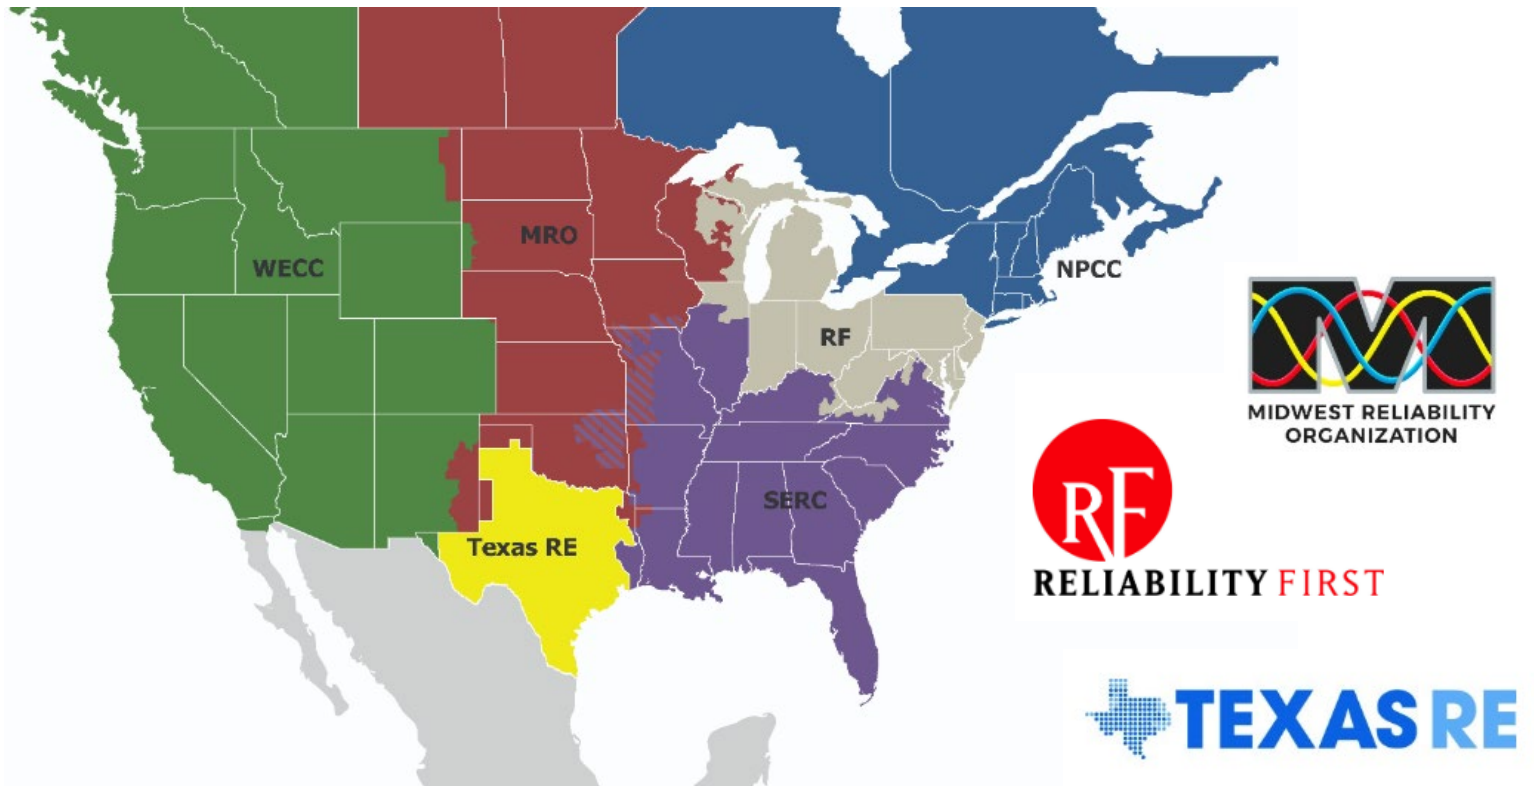 MRO
WECC
NPCC
RF
SERC
Texas RE
MIDWEST RELIABILITY
ORGANIZATION
RF
RELIABILITY FIRST
TEXAS RE